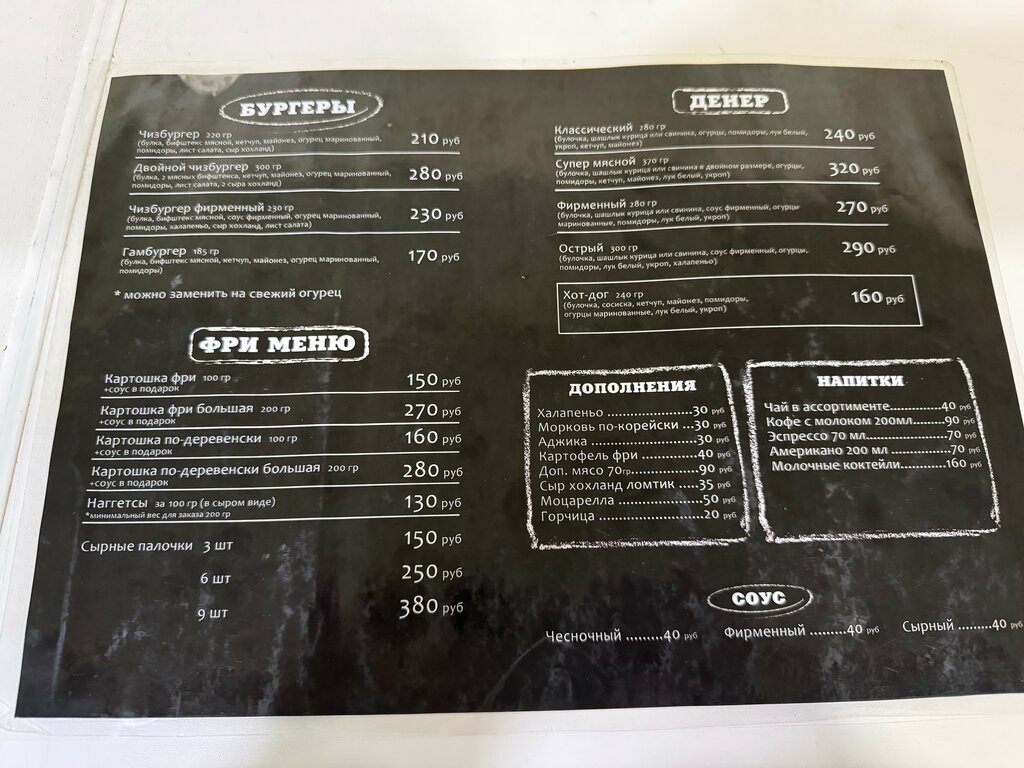 БУРГЕРЫ
Чизбургер 220 гр 210 руб
(булка, бифштекс мясной, кетчуп, майонез, огурец маринованный,
помидоры, лист салата, сыр хохланд)
Двойной чизбургер 300 гр 280 руб
(булка, 2 мясных бифштекса, кетчуп, майонез, огурец маринованный,
помидоры, лист салата, 2 сыра хохланд)
Чизбургер фирменный 230 гр 230 руб
(булка, бифштекс мясной, соус фирменный, огурец маринованный,
помидоры, халапеньо, сыр хохланд, лист салата)
Гамбургер 185 гр 170 руб
(булка, бифштекс мясной, кетчуп, майонез, огурец маринованный,
помидоры)
* можно заменить на свежий огурец
ФРИ МЕНЮ
Картошка фри 100 гр 150 руб
+соус в подарок
Картошка фри большая 200 гр 270 руб
+соус в подарок
Картошка по-деревенски 100 гр 160 руб
+соус в подарок
Картошка по-деревенски большая 200 гр 280 руб
+соус в подарок
Наггетсы за 100 гр (в сыром виде) 130 руб
*минимальный вес для заказа 200 гр
Сырные палочки 3 шт 150 руб
6 шт 250 руб
9 шт 380 руб
ДЕНЕР
Классический 280 гр 240 руб
(булочка, шашлык курица или свинина, огурцы, помидоры, лук белый,
укроп, кетчуп, майонез)
Супер мясной 370 гр 320 руб
(булочка, шашлык курица или свинина в двойном размере, огурцы,
помидоры, кетчуп, майонез, лук белый, укроп)
Фирменный 280 гр 270 руб
(булочка, шашлык курица или свинина, соус фирменный, огурцы
маринованные, помидоры, лук белый, укроп)
Острый 300 гр 290 руб
(булочка, шашлык курица или свинина, соус фирменный, огурцы,
помидоры, лук белый, укроп, халапеньо)
Хот-дог 240 гр 160 руб
(булочка, сосиска, кетчуп, майонез, помидоры,
огурцы маринованные, лук белый, укроп)
ДОПОЛНЕНИЯ
Халапеньо ......................30 руб
Морковь по-корейски ...30 руб
Аджика ...........................30 руб
Картофель фри ...............40 руб
Доп. мясо 70гр.................90 руб
Сыр хохланд ломтик .....35 руб
Моцарелла ......................50 руб
Горчица ...........................20 руб
НАПИТКИ
Чай в ассортименте.............40 руб
Кофе с молоком 200мл........90 руб
Эспрессо 70 мл.....................70 руб
Американо 200 мл ...............70 руб
Молочные коктейли...........160 руб
СОУС
Чесночный .........40 руб Фирменный .........40 руб Сырный ........40 руб